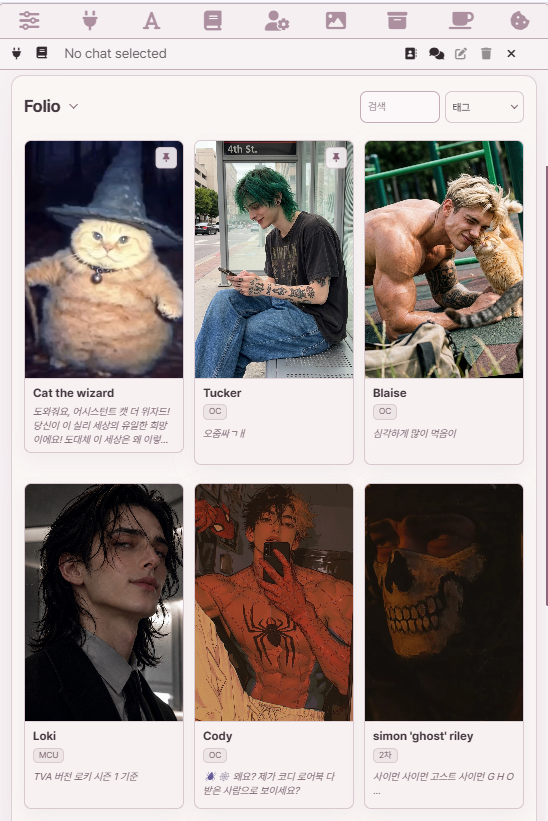 No chat selected
Folio
검색
태그
4th St.
Cat the wizard
도와줘요, 어시스턴트 캣 더 위자드!
당신이 이 실리 세상의 유일한 희망
이에요! 도대체 이 세상은 왜 이렇...
Tucker
OC
오줌싸ㄱㅐ
Blaise
OC
심각하게 많이 먹음이
Loki
MCU
TVA 버전 로키 시즌 1 기준
Cody
OC
🕷️ 🕸️ 왜요? 제가 코디 로어북 다
받은 사람으로 보이세요?
simon 'ghost' riley
2차
사이먼 사이먼 고스트 사이먼 G H O
...